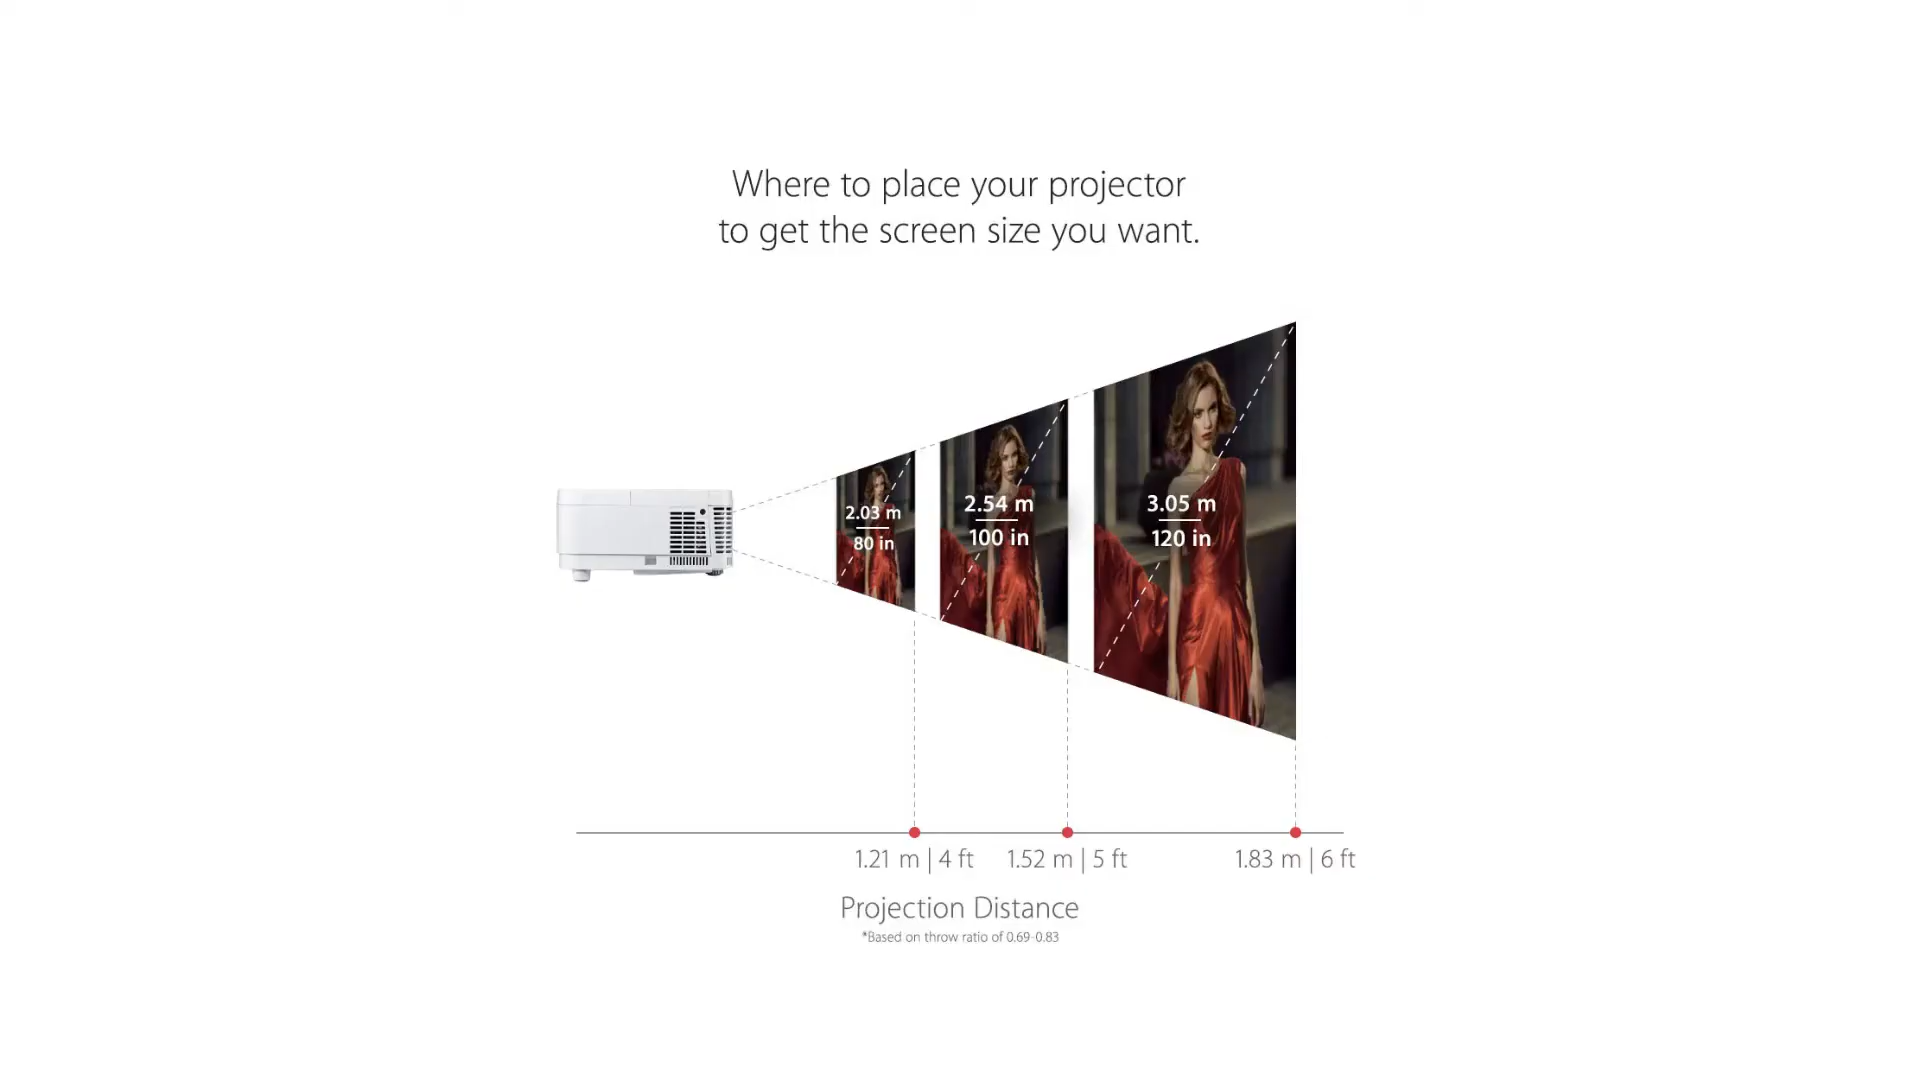 Where to place your projector
to get the screen size you want.
2.03 m
80 in
2.54 m
100 in
3.05 m
120 in
1.21 m | 4 ft
1.52 m | 5 ft
1.83 m | 6 ft
Projection Distance
*Based on throw ratio of 0.69-0.83